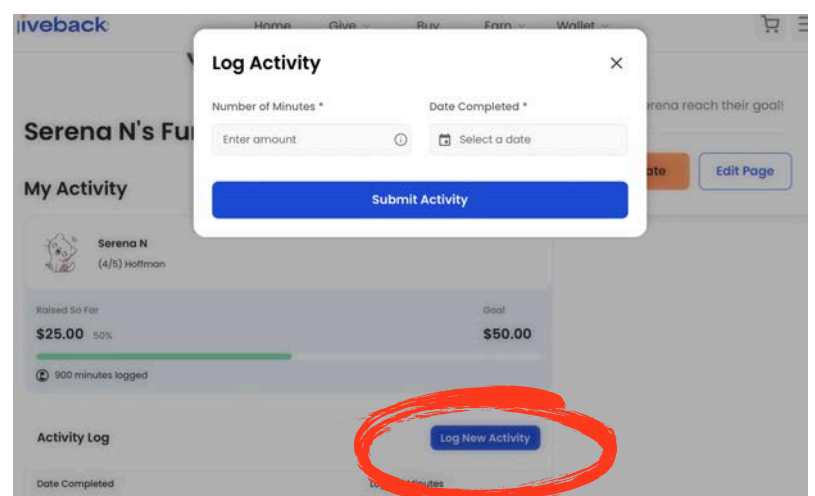 iveback
Home Give Buy Earn Wallet
Log Activity
Number of Minutes *
Date Completed *
Enter amount
Select a date
Submit Activity
erena reach their goal!
Serena N's Fu
ate
Edit Page
My Activity
Serena N
(4/5) Hoffman
Raised So Far
Goal
$25.00 50%
$50.00
900 minutes logged
Activity Log
Log New Activity
Date Completed
Minutes